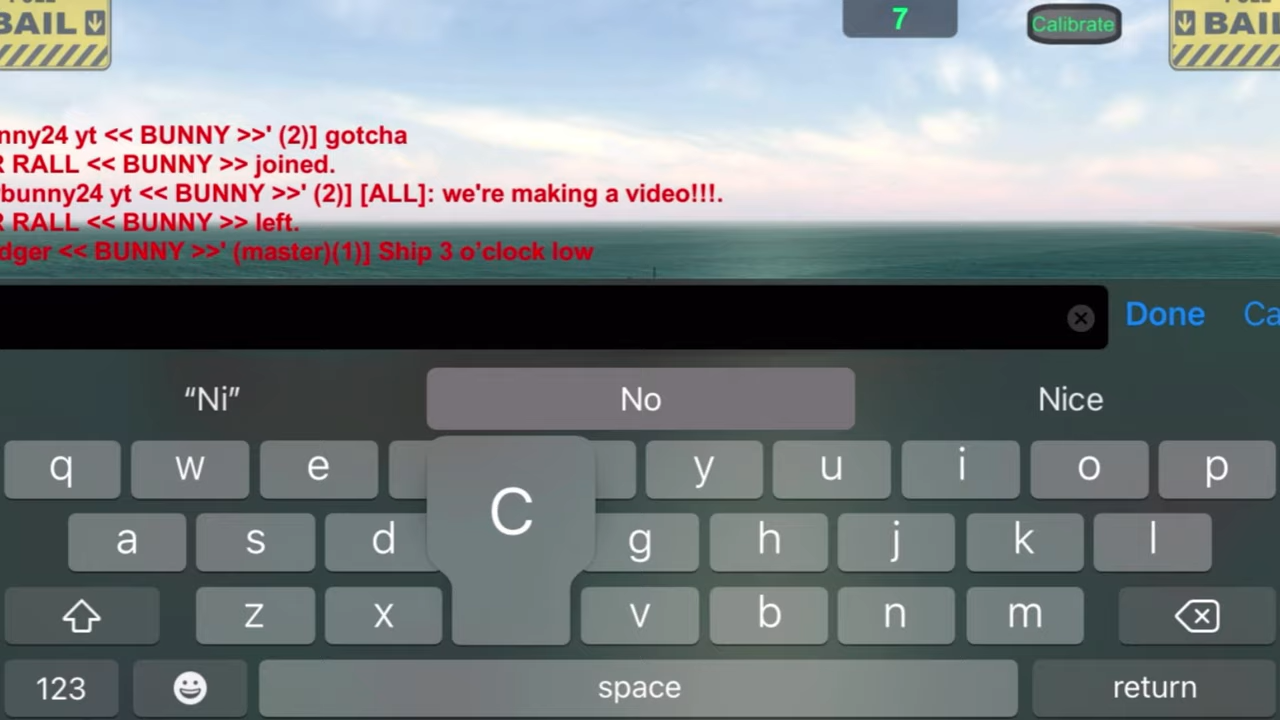 BAIL
7
Calibrate
BAIL
nny24 yt << BUNNY >>' (2)] gotcha
R RALL << BUNNY >> joined.
bunny24 yt << BUNNY >>' (2)] [ALL]: we're making a video!!!.
R RALL << BUNNY >> left.
dger << BUNNY >>' (master)(1)] Ship 3 o'clock low
Done Ca
“Ni” No Nice
q w e y u i o p
a s d g h j k l
z x C v b n m
123 space return